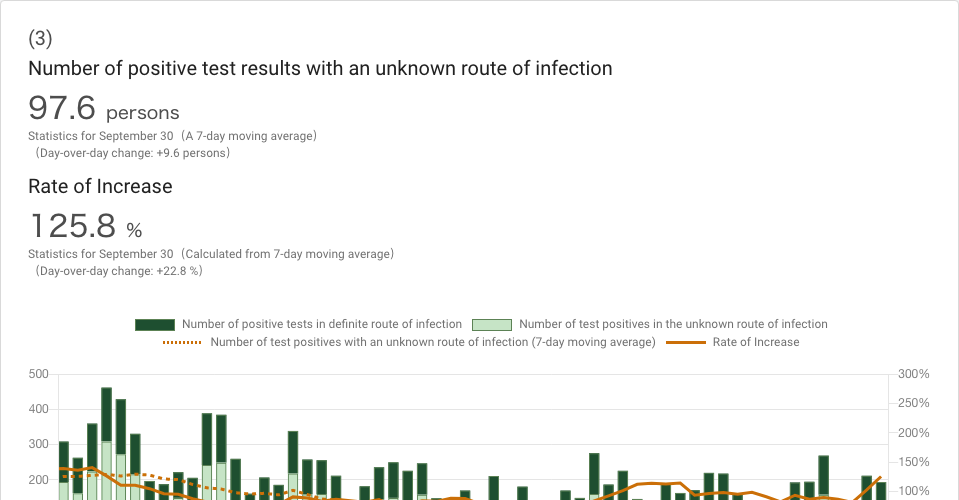 (3)
Number of positive test results with an unknown route of infection
97.6 persons
Statistics for September 30（A 7-day moving average）
（Day-over-day change: +9.6 persons）
Rate of Increase
125.8 %
Statistics for September 30（Calculated from 7-day moving average）
（Day-over-day change: +22.8 %）
Number of positive tests in definite route of infection Number of test positives in the unknown route of infection
Number of test positives with an unknown route of infection (7-day moving average) Rate of Increase
500 300%
400 250%
300 200%
200 150%
100%